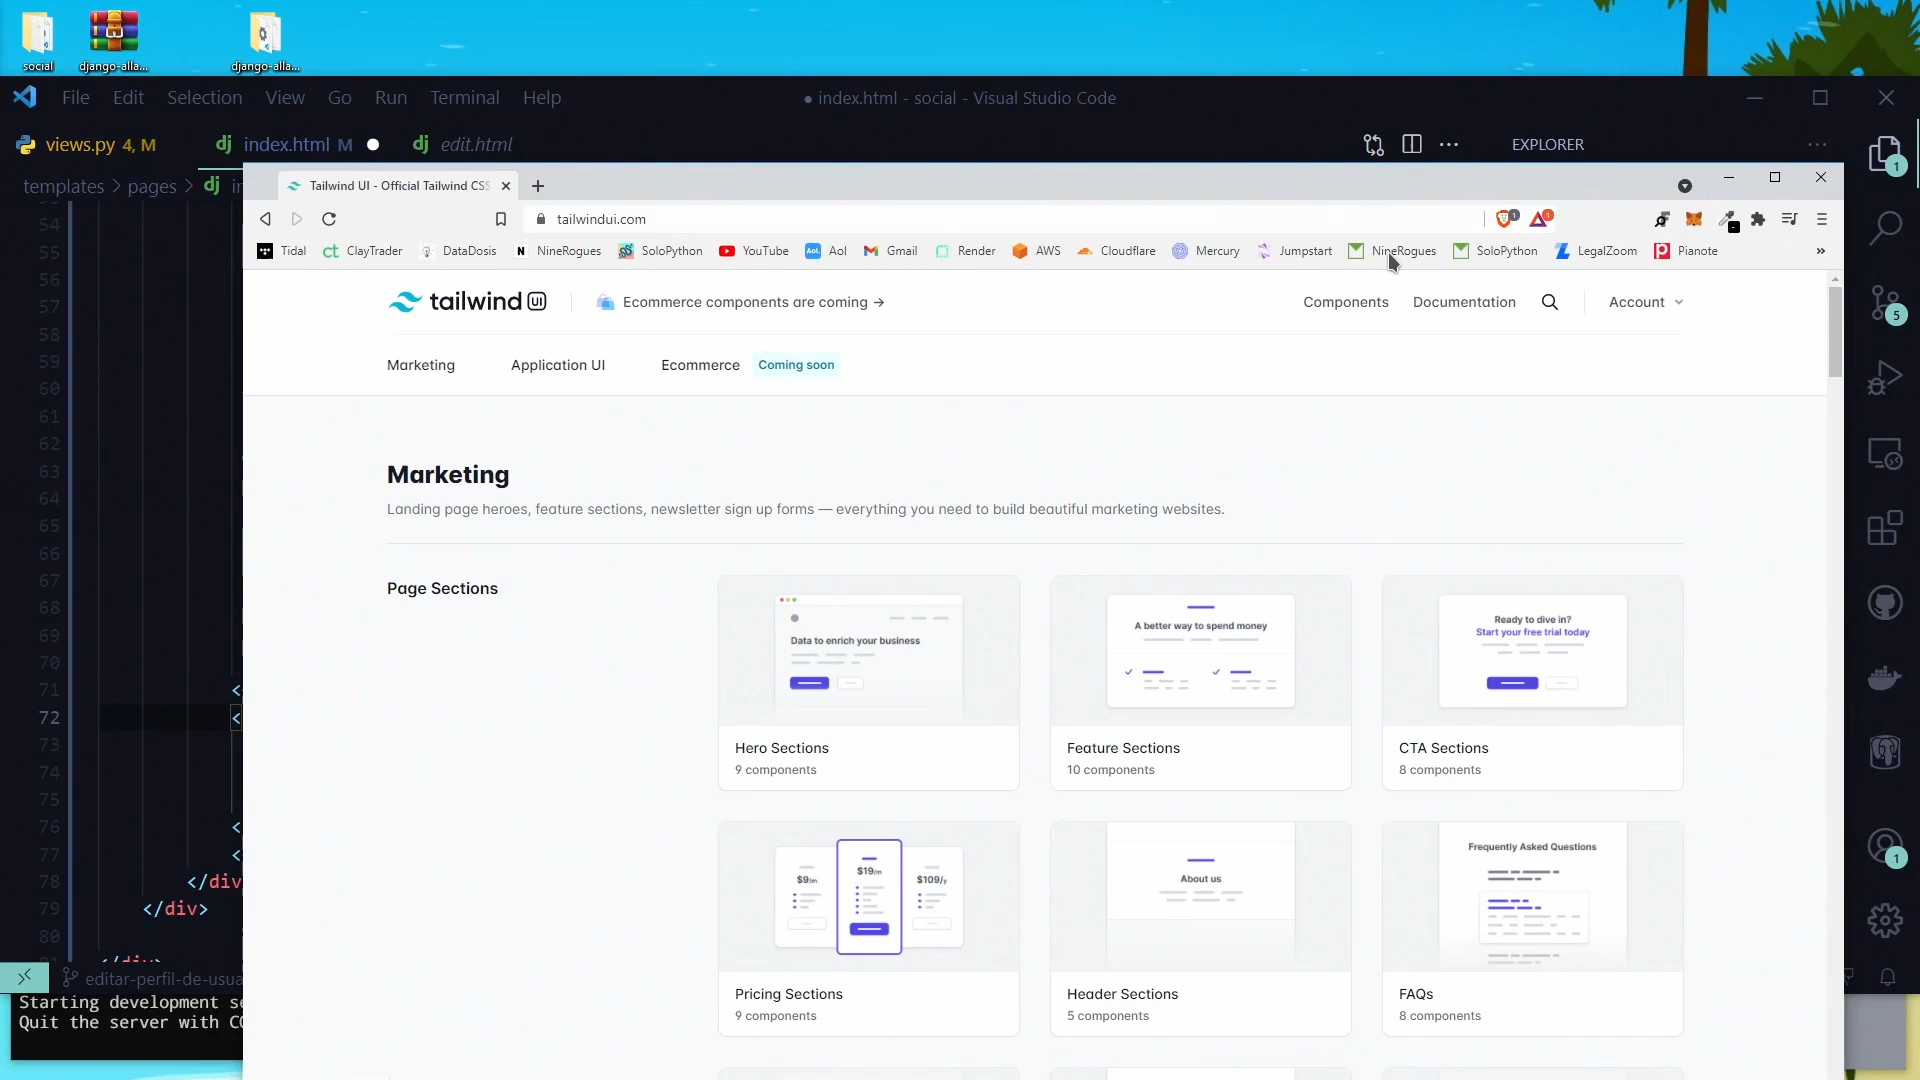 social
django-alla...
django-alla...
File Edit Selection View Go Run Terminal Help
● index.html - social - Visual Studio Code
views.py 4, M
index.html M
edit.html
EXPLORER
templates > pages >
Tailwind UI - Official Tailwind CSS
tailwindui.com
Tidal
ClayTrader
DataDosis
NineRogues
SoloPython
YouTube
Aol
Gmail
Render
AWS
Cloudflare
Mercury
Jumpstart
NineRogues
SoloPython
LegalZoom
Pianote
tailwind UI
Ecommerce components are coming →
Components
Documentation
Account
Marketing
Application UI
Ecommerce
Coming soon
Marketing
Landing page heroes, feature sections, newsletter sign up forms — everything you need to build beautiful marketing websites.
Page Sections
Data to enrich your business
A better way to spend money
Ready to dive in?
Start your free trial today
Hero Sections
9 components
Feature Sections
10 components
CTA Sections
8 components
$9/m
$19/m
$109/y
About us
Frequently Asked Questions
Pricing Sections
9 components
Header Sections
5 components
FAQs
8 components
54
55
56
57
58
59
60
61
62
63
64
65
66
67
68
69
70
71 <
72 <
73
74
75
76 <
77 <
78 </div
79 </div>
80
editar-perfil-de-usua
Starting development se
Quit the server with CO
1
5
1